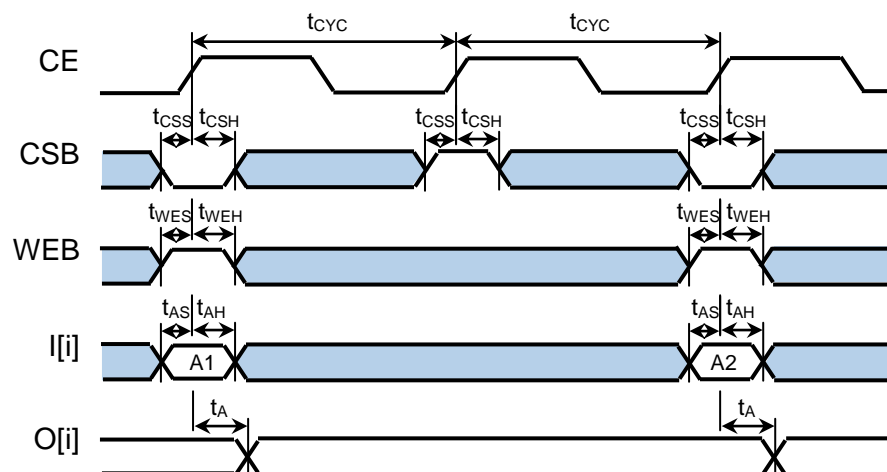 tCYC tCYC
CE
tCSS tCSH tCSS tCSH tCSS tCSH
CSB
tWES tWEH tWES tWEH
WEB
tAS tAH tAS tAH
I[i] A1 A2
tA tA
O[i]